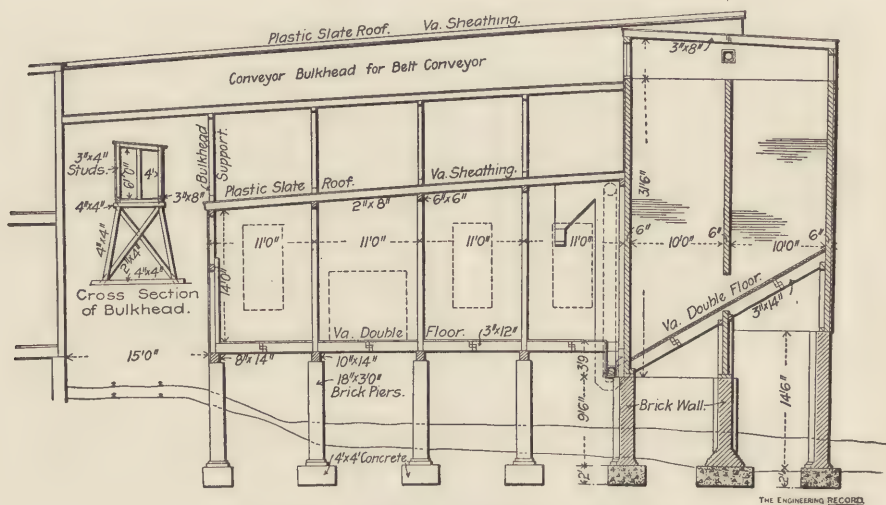 Plastic Slate Roof. Va. Sheathing.
3"x8"
Conveyor Bulkhead for Belt Conveyor
Bulkhead
Support.
3"x4"
Studs.
6'0"
4'
3"x8"
4"x4"
4"x4"
2"x4"
4"x4"
Cross Section
of Bulkhead.
Plastic Slate Roof. Va. Sheathing.
2"x8"
6"x6"
31'6"
11'0" 11'0" 11'0" 11'0" 6" 10'0" 6" 10'0" 6"
14'0"
Va. Double Floor.
3"x14"
Va. Double Floor. 3"x12"
15'0"
8"x14"
10"x14"
18"x3'0"
Brick Piers.
3'9
9'6"
Brick Wall
14'6"
4'x4' Concrete
2'
2'
THE ENGINEERING RECORD.